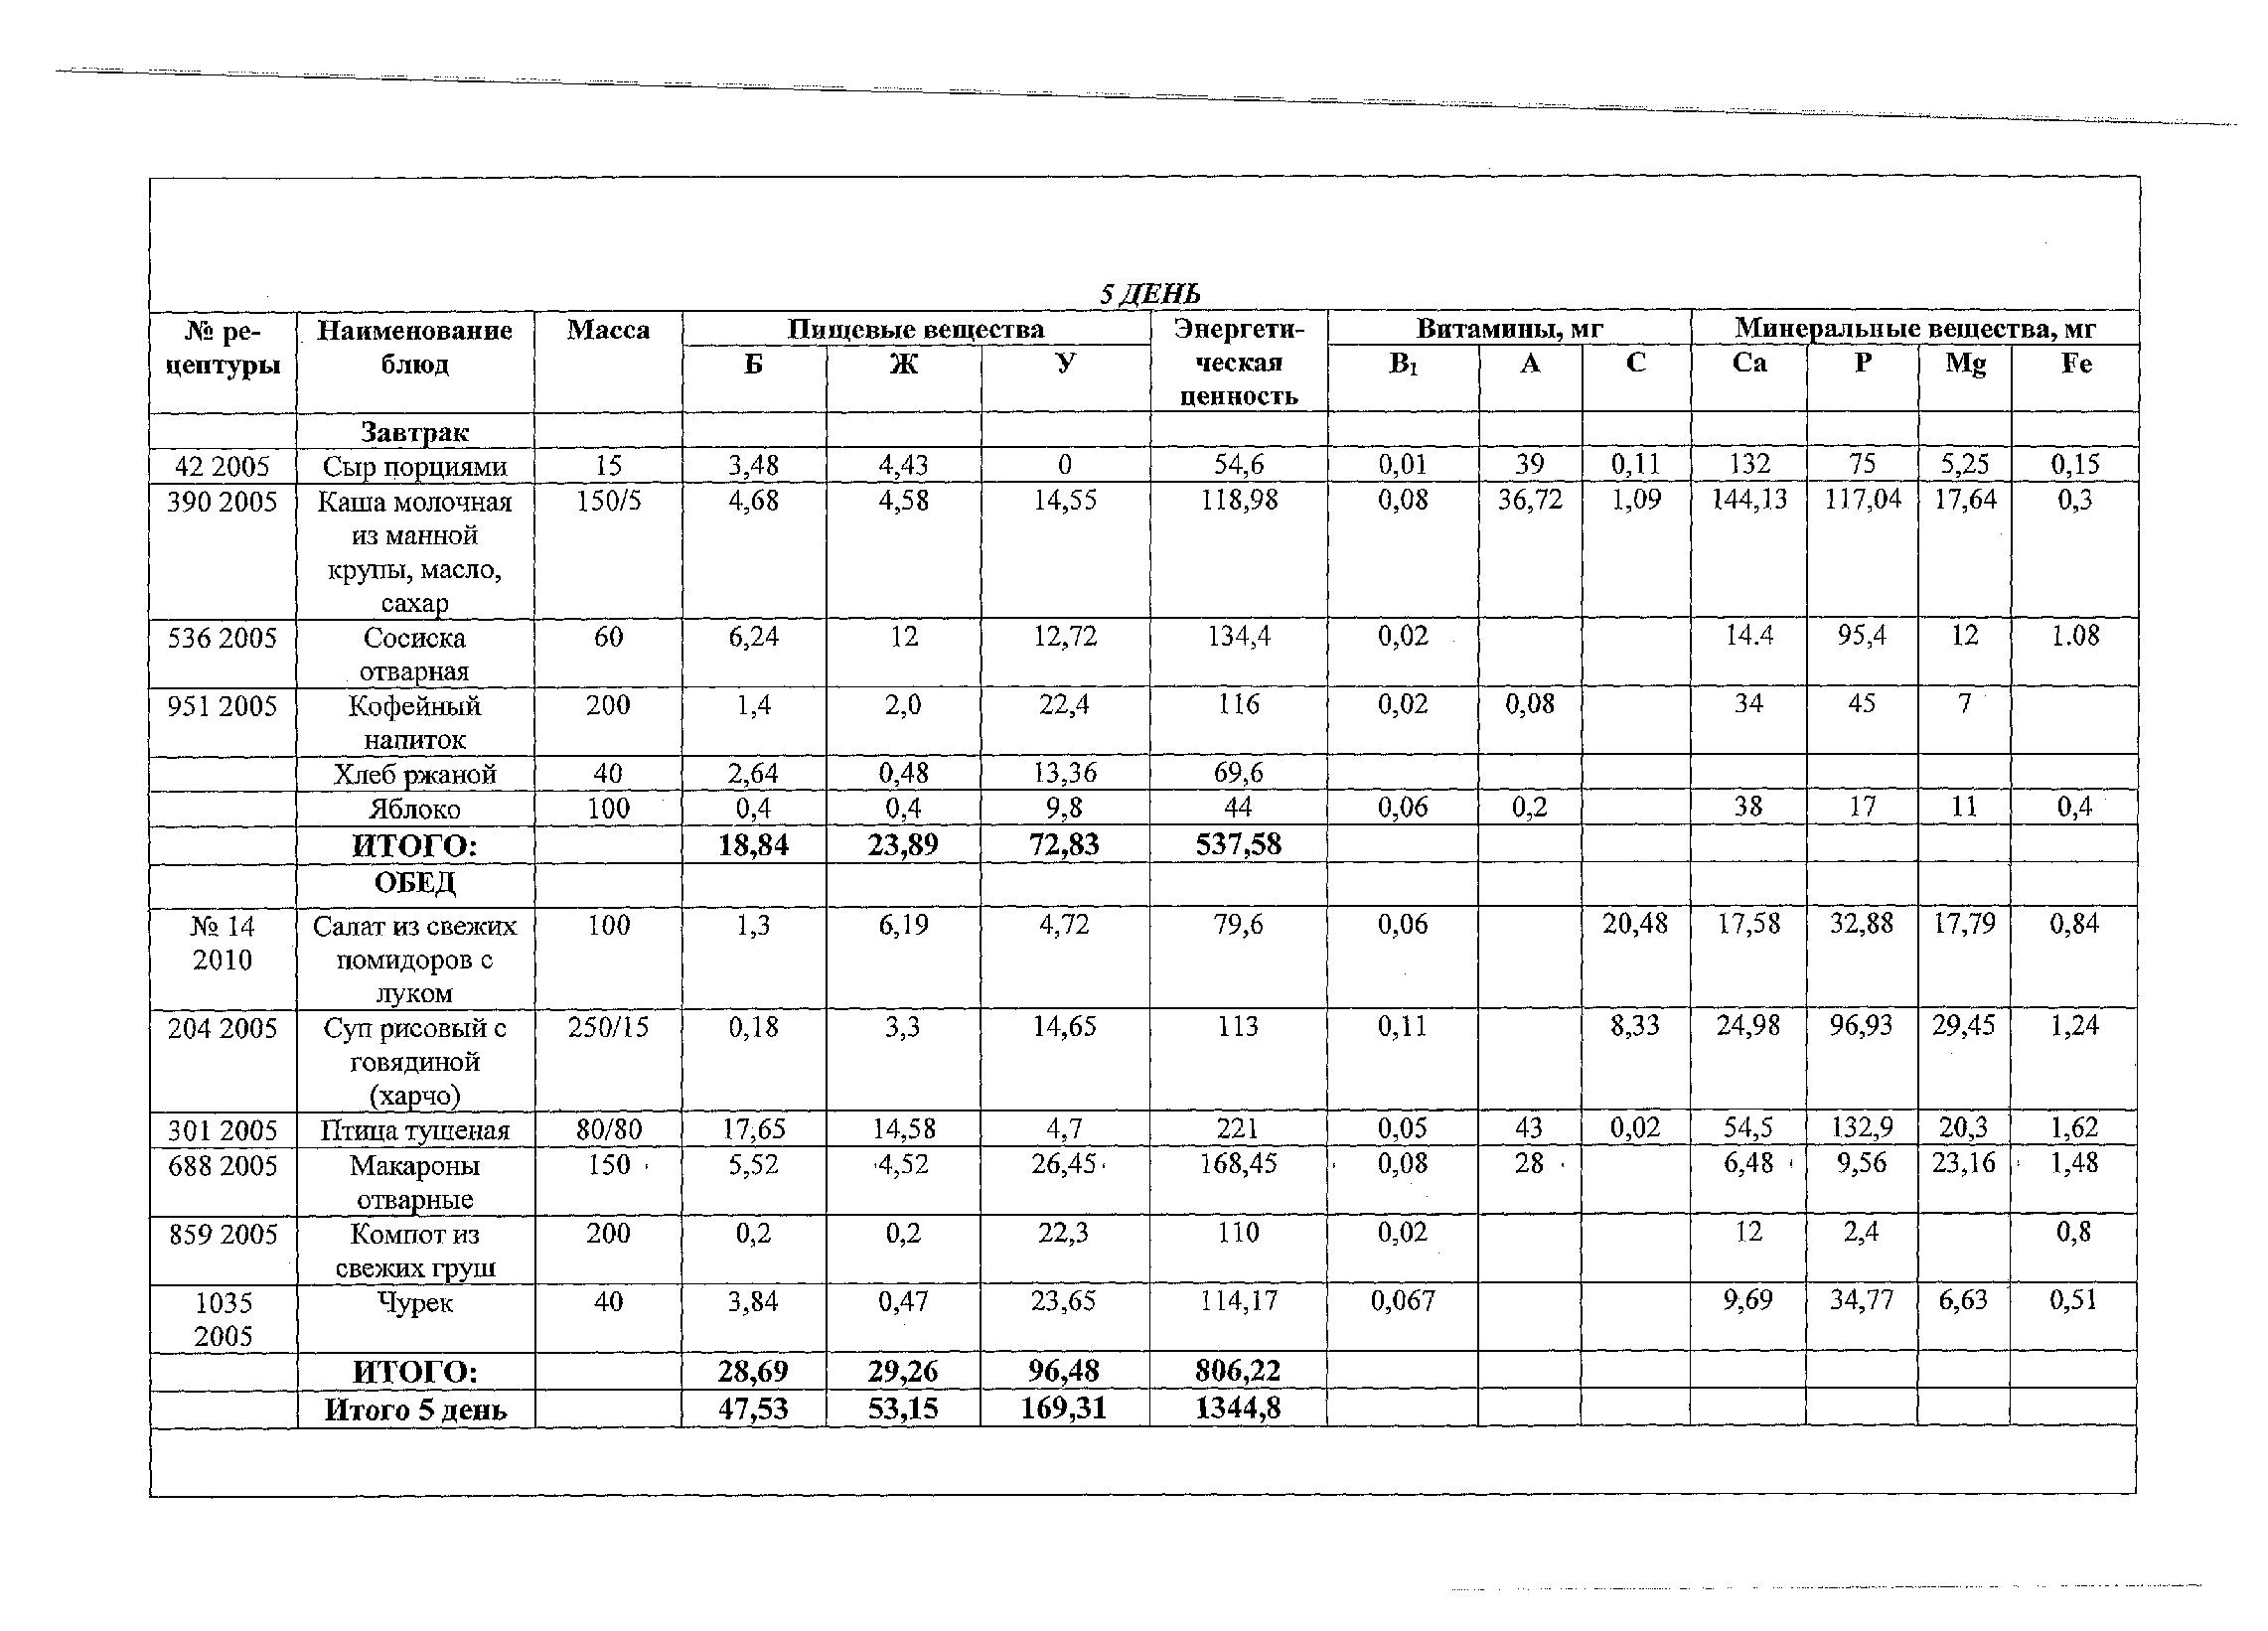 5 ДЕНЬ
№ ре- Наименование Масса Пищевые вещества Энергети- Витамины, мг Минеральные вещества, мг
цептуры блюд Б Ж У ческая B1 A C Ca P Mg Fe
ценность
Завтрак
42 2005 Сыр порциями 15 3,48 4,43 0 54,6 0,01 39 0,11 132 75 5,25 0,15
390 2005 Каша молочная 150/5 4,68 4,58 14,55 118,98 0,08 36,72 1,09 144,13 117,04 17,64 0,3
из манной
крупы, масло,
сахар
536 2005 Сосиска 60 6,24 12 12,72 134,4 0,02 14.4 95,4 12 1.08
отварная
951 2005 Кофейный 200 1,4 2,0 22,4 116 0,02 0,08 34 45 7
напиток
Хлеб ржаной 40 2,64 0,48 13,36 69,6
Яблоко 100 0,4 0,4 9,8 44 0,06 0,2 38 17 11 0,4
ИТОГО: 18,84 23,89 72,83 537,58
ОБЕД
№ 14 Салат из свежих 100 1,3 6,19 4,72 79,6 0,06 20,48 17,58 32,88 17,79 0,84
2010 помидоров с
луком
204 2005 Суп рисовый с 250/15 0,18 3,3 14,65 113 0,11 8,33 24,98 96,93 29,45 1,24
говядиной
(харчо)
301 2005 Птица тушеная 80/80 17,65 14,58 4,7 221 0,05 43 0,02 54,5 132,9 20,3 1,62
688 2005 Макароны 150 5,52 4,52 26,45 168,45 0,08 28 6,48 9,56 23,16 1,48
отварные
859 2005 Компот из 200 0,2 0,2 22,3 110 0,02 12 2,4 0,8
свежих груш
1035 Чурек 40 3,84 0,47 23,65 114,17 0,067 9,69 34,77 6,63 0,51
2005
ИТОГО: 28,69 29,26 96,48 806,22
Итого 5 день 47,53 53,15 169,31 1344,8